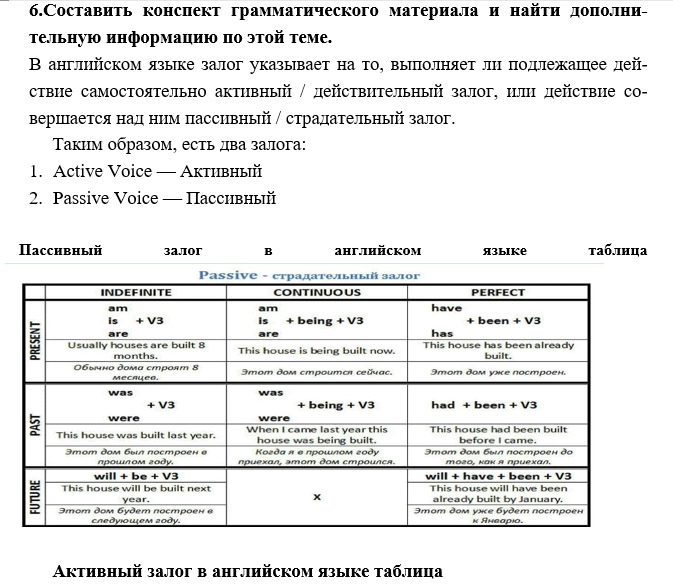 6.Составить конспект грамматического материала и найти дополни-
тельную информацию по этой теме.
В английском языке залог указывает на то, выполняет ли подлежащее дей-
ствие самостоятельно активный / действительный залог, или действие со-
вершается над ним пассивный / страдательный залог.
Таким образом, есть два залога:
1. Active Voice — Активный
2. Passive Voice — Пассивный
Пассивный залог в английском языке таблица
Passive - страдательный залог
INDEFINITE CONTINUOUS PERFECT
PRESENT
am
is + V3
are
am
is + being + V3
are
have
+ been + V3
has
Usually houses are built 8
months.
This house is being built now.
This house has been already
built.
Обычно дома строят 8
месяцев.
Этот дом строится сейчас.
Этот дом уже построен.
PAST
was
+ V3
were
was
+ being + V3
were
had + been + V3
This house was built last year.
When I came last year this
house was being built.
This house had been built
before I came.
Этот дом был построен в
прошлом году.
Когда я в прошлом году
приехал, этот дом строился.
Этот дом был построен до
того, как я приехал.
FUTURE
will + be + V3
x
will + have + been + V3
This house will be built next
year.
This house will have been
already built by January.
Этот дом будет построен в
следующем году.
Этот дом уже будет построен
к Январю.
Активный залог в английском языке таблица